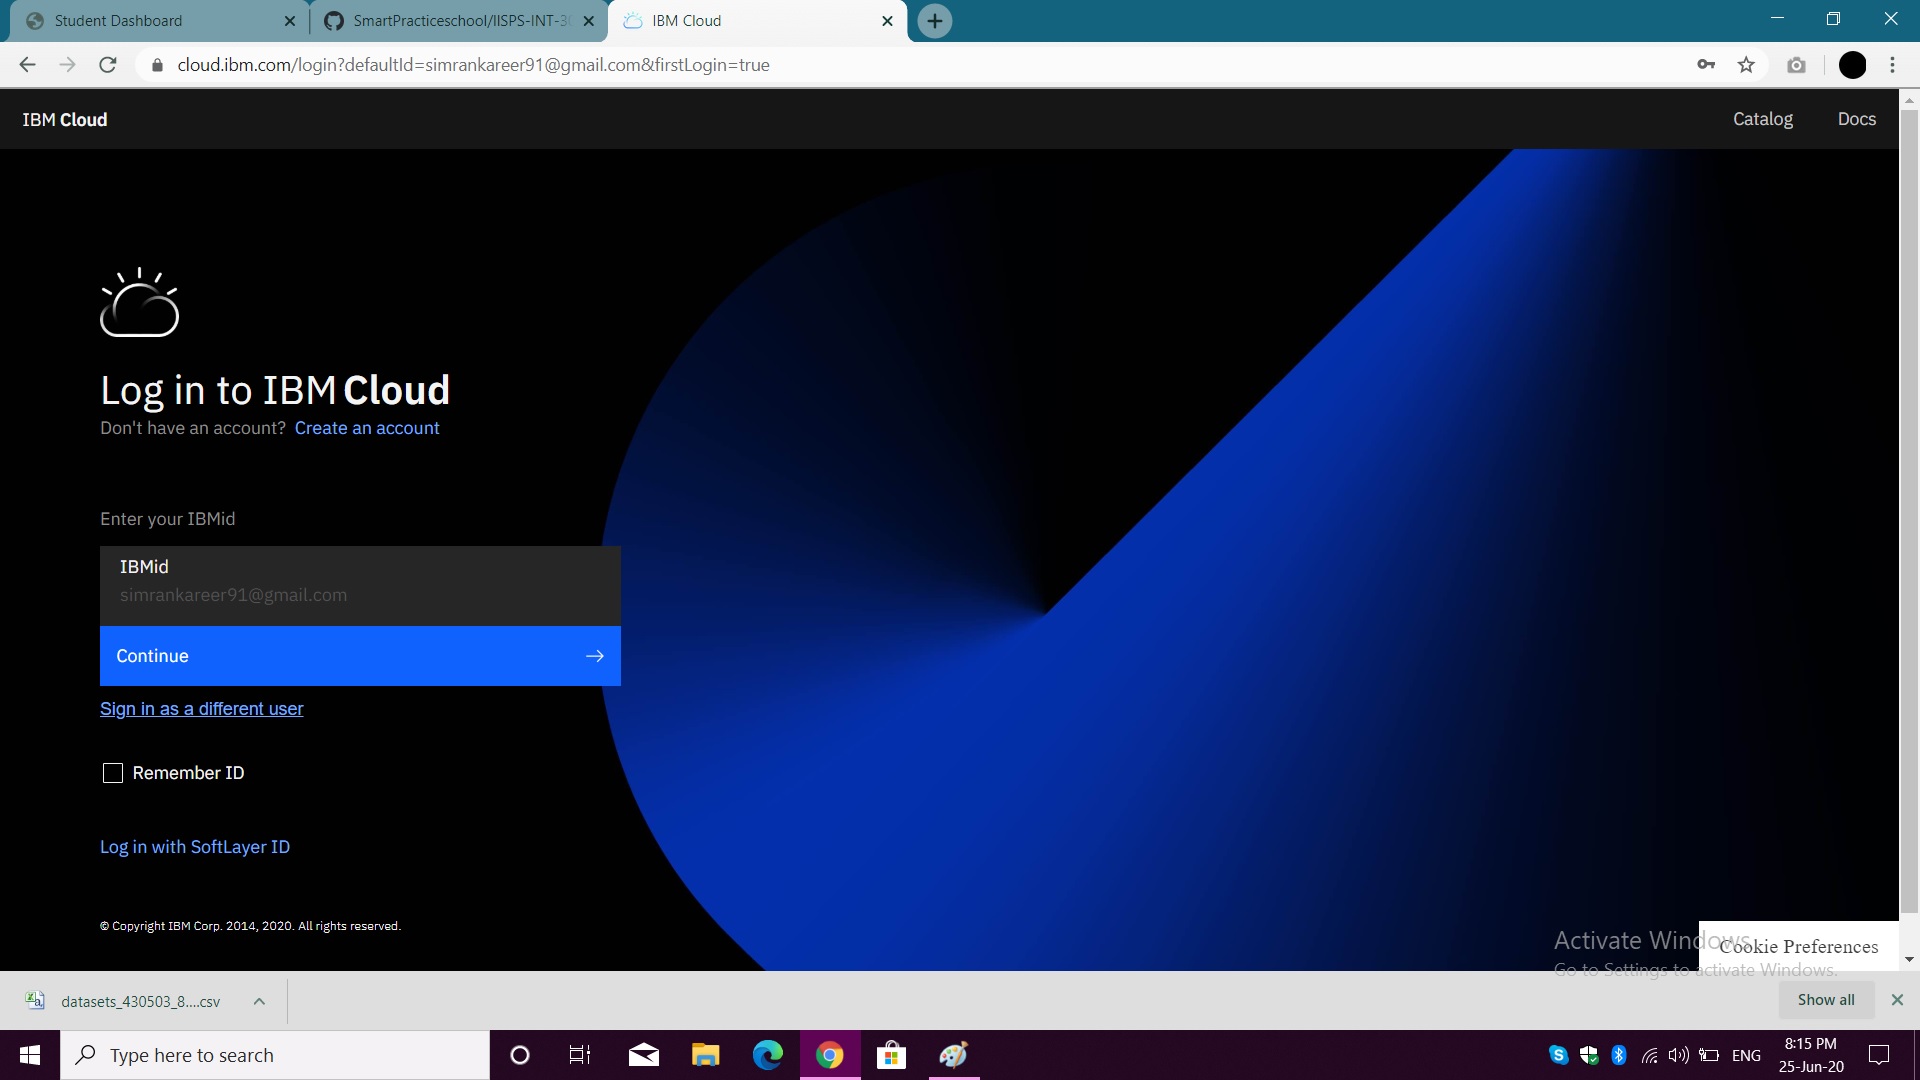 Student Dashboard
SmartPracticeschool/IISPS-INT-30
IBM Cloud
cloud.ibm.com/login?defaultId=simrankareer91@gmail.com&firstLogin=true
IBM Cloud
Catalog
Docs
Log in to IBM Cloud
Don't have an account? Create an account
Enter your IBMid
IBMid
simrankareer91@gmail.com
Continue
Sign in as a different user
Remember ID
Log in with SoftLayer ID
© Copyright IBM Corp. 2014, 2020. All rights reserved.
Activate Windows
Cookie Preferences
Go to Settings to activate Windows.
datasets_430503_8....csv
Show all
Type here to search
ENG
8:15 PM
25-Jun-20